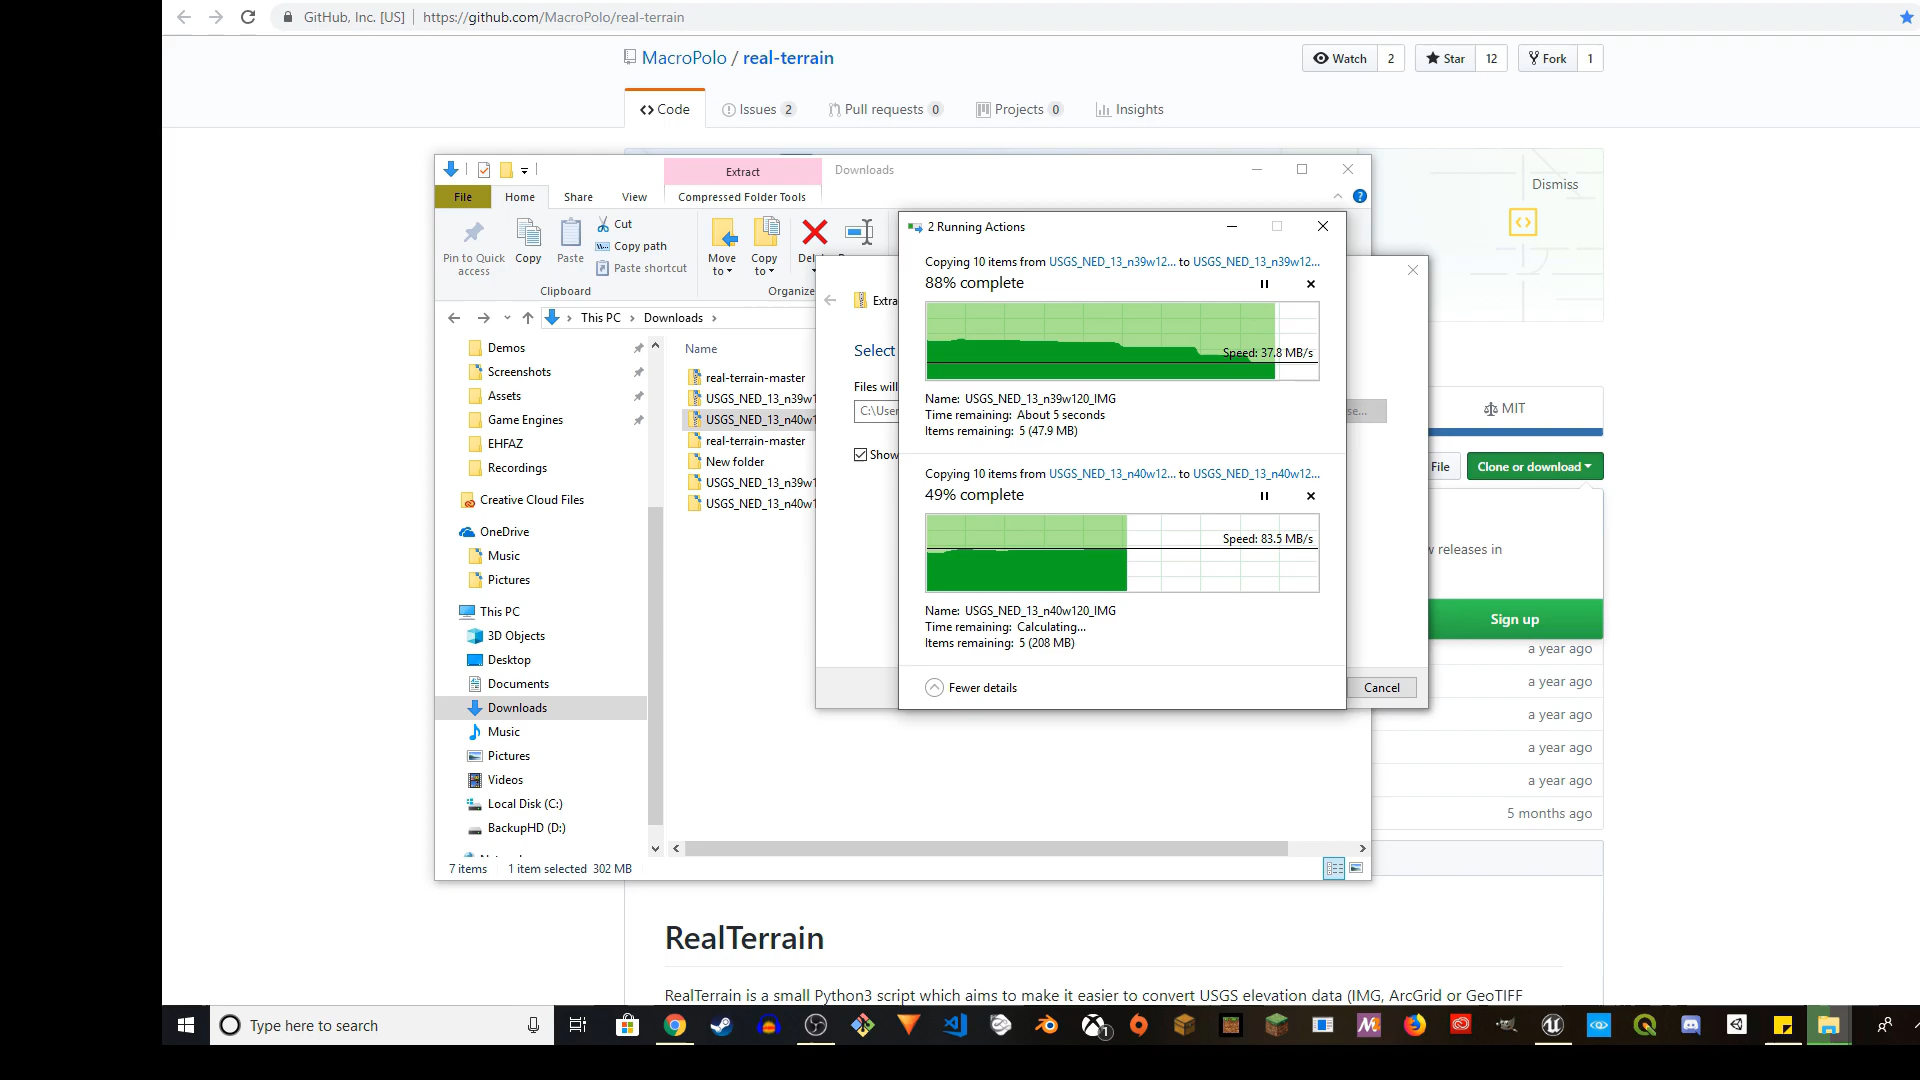 GitHub, Inc. [US] | https://github.com/MacroPolo/real-terrain
MacroPolo / real-terrain
Watch 2
Star 12
Fork 1
Code
Issues 2
Pull requests 0
Projects 0
Insights
Dismiss
Extract
Downloads
File
Home
Share
View
Compressed Folder Tools
Pin to Quick
access
Copy
Paste
Cut
Copy path
Paste shortcut
Move
to
Copy
to
Clipboard
Organize
This PC
Downloads
Name
Demos
Screenshots
Assets
Game Engines
EHFAZ
Recordings
Creative Cloud Files
OneDrive
Music
Pictures
This PC
3D Objects
Desktop
Documents
Downloads
Music
Pictures
Videos
Local Disk (C:)
BackupHD (D:)
real-terrain-master
USGS_NED_13_n39w1
USGS_NED_13_n40w1
real-terrain-master
New folder
USGS_NED_13_n39w1
USGS_NED_13_n40w1
7 items
1 item selected 302 MB
Select
Files will
C:\User
Show
Cancel
2 Running Actions
Copying 10 items from USGS_NED_13_n39w12... to USGS_NED_13_n39w12...
88% complete
Speed: 37.8 MB/s
Name: USGS_NED_13_n39w120_IMG
Time remaining: About 5 seconds
Items remaining: 5 (47.9 MB)
Copying 10 items from USGS_NED_13_n40w12... to USGS_NED_13_n40w12...
49% complete
Speed: 83.5 MB/s
Name: USGS_NED_13_n40w120_IMG
Time remaining: Calculating...
Items remaining: 5 (208 MB)
Fewer details
MIT
File
Clone or download
releases in
Sign up
a year ago
a year ago
a year ago
a year ago
a year ago
5 months ago
RealTerrain
RealTerrain is a small Python3 script which aims to make it easier to convert USGS elevation data (IMG, ArcGrid or GeoTIFF
Type here to search